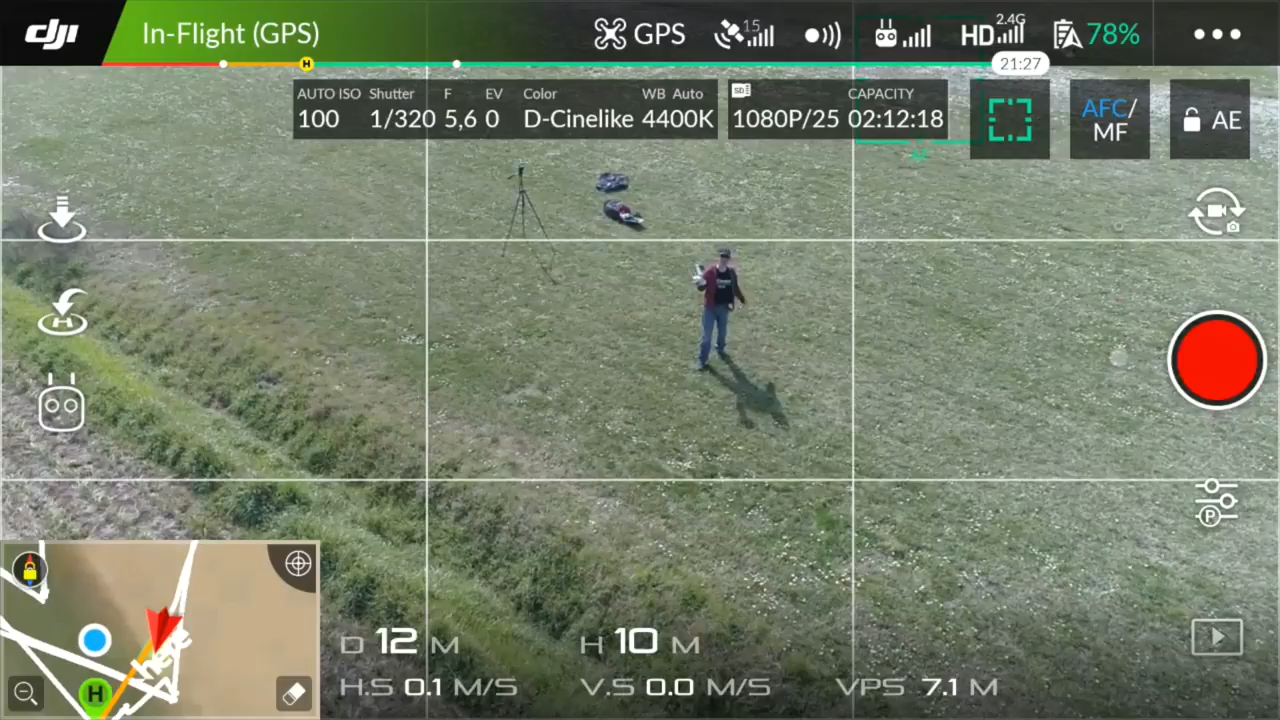 dji In-Flight (GPS) GPS 15 HD 2.4G 78%
H 21:27
AUTO ISO Shutter F EV Color WB Auto SD CAPACITY
100 1/320 5,6 0 D-Cinelike 4400K 1080P/25 02:12:18
AFC/
MF
AE
P
here
H
D 12 M H 10 M
H.S 0.1 M/S V.S 0.0 M/S VPS 7.1 M